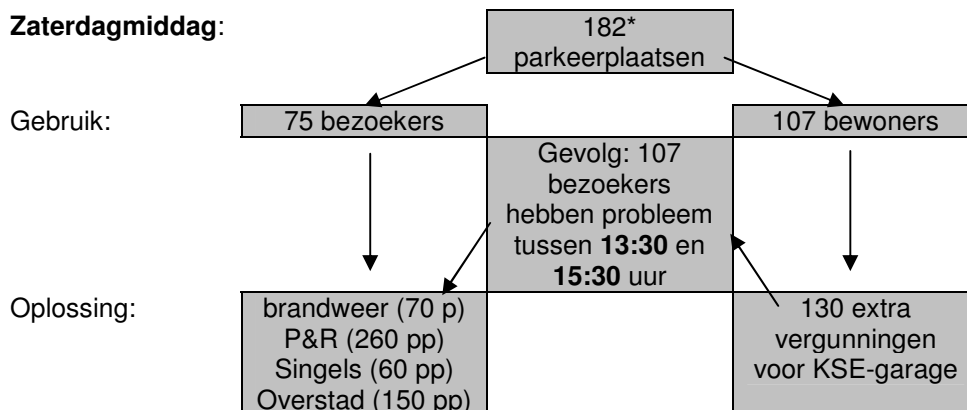 Zaterdagmiddag:
182*
parkeerplaatsen
Gebruik:
75 bezoekers
107 bewoners
Gevolg: 107
bezoekers
hebben probleem
tussen 13:30 en
15:30 uur
Oplossing:
brandweer (70 p)
P&R (260 pp)
Singels (60 pp)
Overstad (150 pp)
130 extra
vergunningen
voor KSE-garage